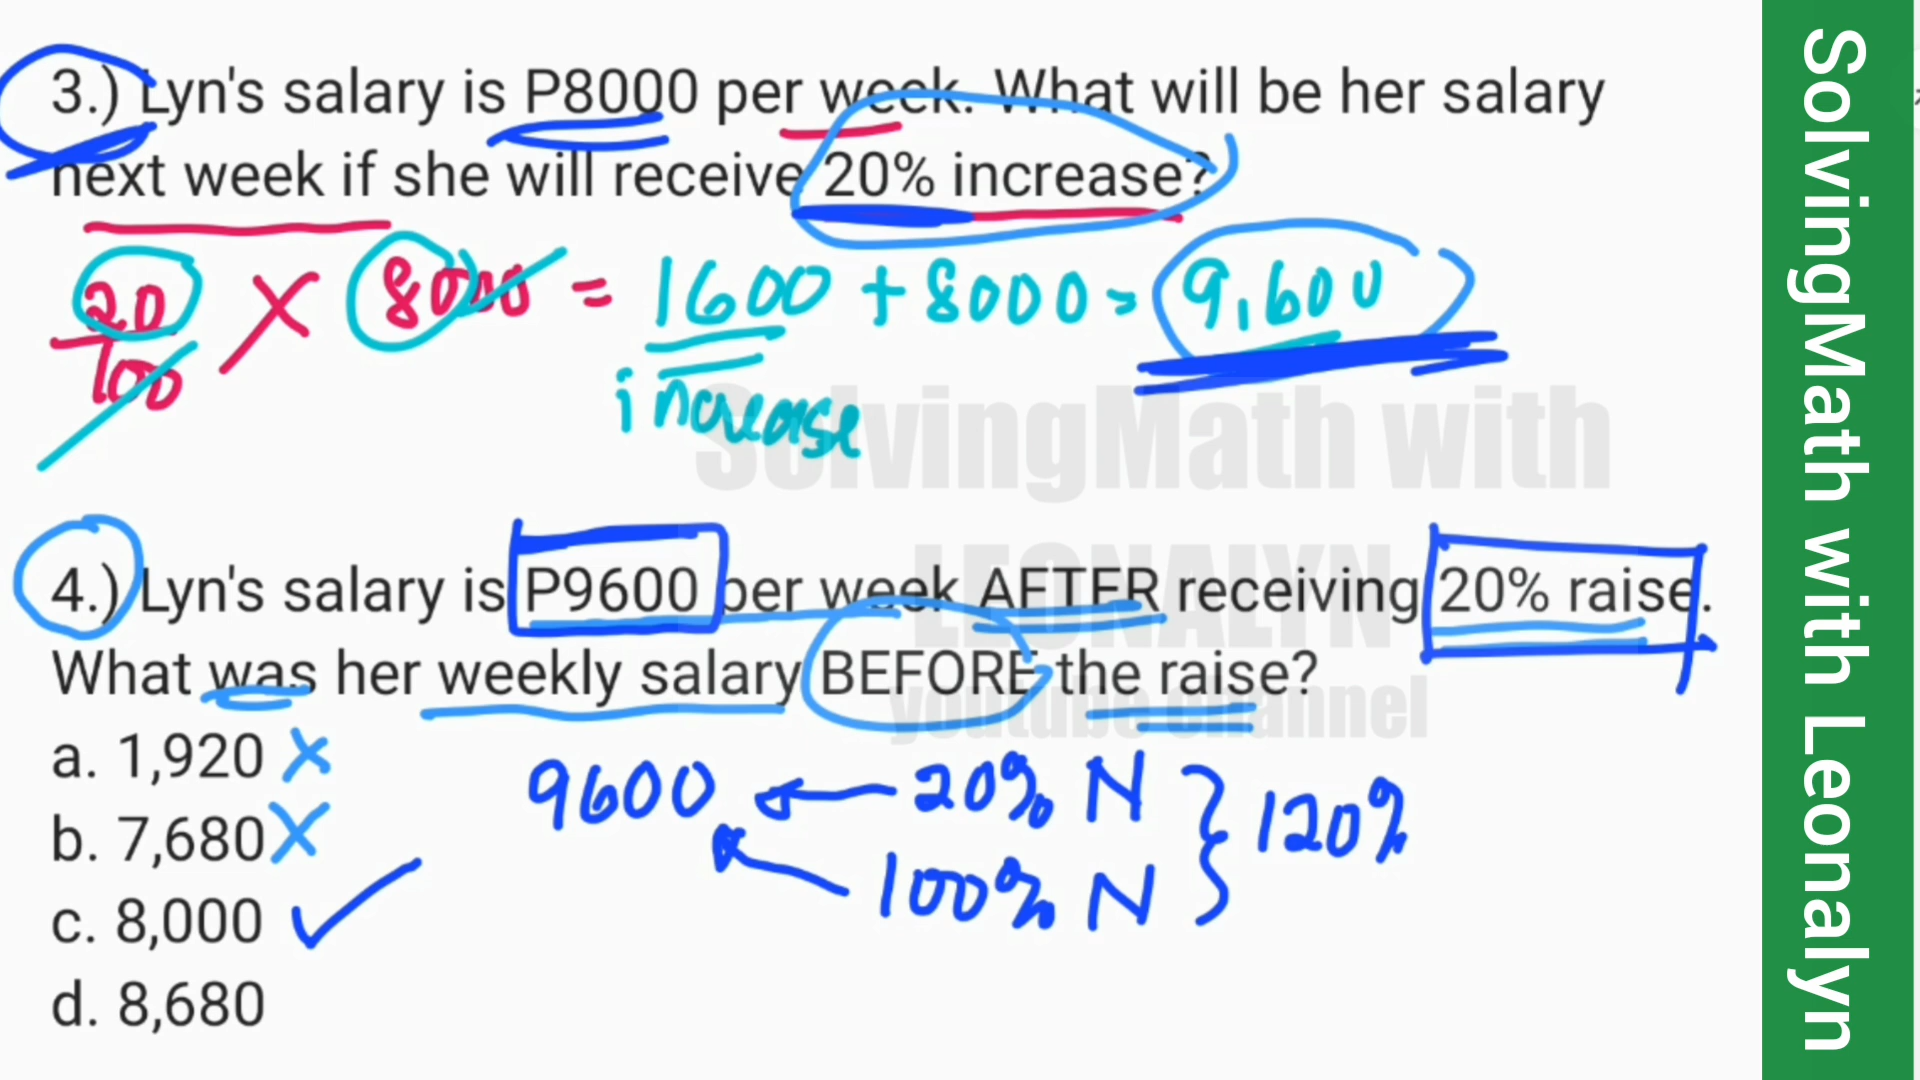 3.) Lyn's salary is P8000 per week. What will be her salary
next week if she will receive 20% increase?
20/100 × 8000 = 1600 + 8000 = 9,600
increase
SolvingMath with
LEONALYN
youtube channel
4.) Lyn's salary is P9600 per week AFTER receiving 20% raise.
What was her weekly salary BEFORE the raise?
a. 1,920 ×
b. 7,680 ×
c. 8,000 ✓
d. 8,680
9600 ← 20% N } 120%
← 100% N
SolvingMath with Leonalyn